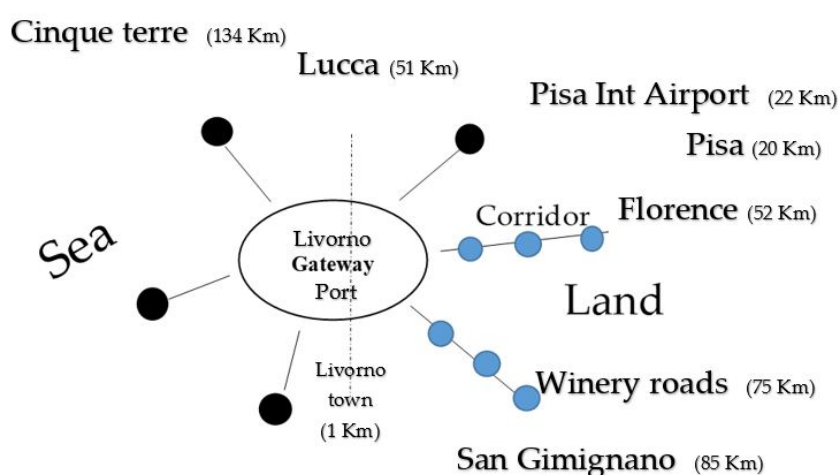 Cinque terre (134 Km)
Lucca (51 Km)
Pisa Int Airport (22 Km)
Pisa (20 Km)
Corridor
Florence (52 Km)
Sea
Livorno
Gateway
Port
Land
Livorno
town
(1 Km)
Winery roads (75 Km)
San Gimignano (85 Km)